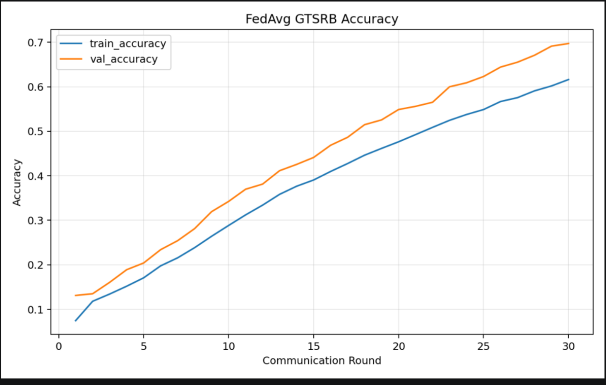 FedAvg GTSRB Accuracy
train_accuracy
val_accuracy
0.7
0.6
0.5
0.4
0.3
0.2
0.1
Accuracy
0 5 10 15 20 25 30
Communication Round